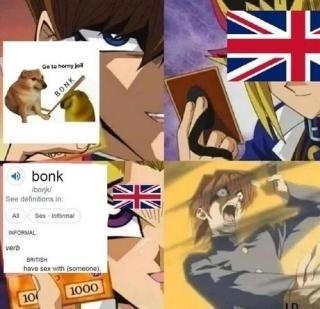 Go to horny jail
BONK
bonk
/bɒŋk/
See definitions in:
All
Sex - Informal
INFORMAL
verb
BRITISH
have sex with (someone).
1000